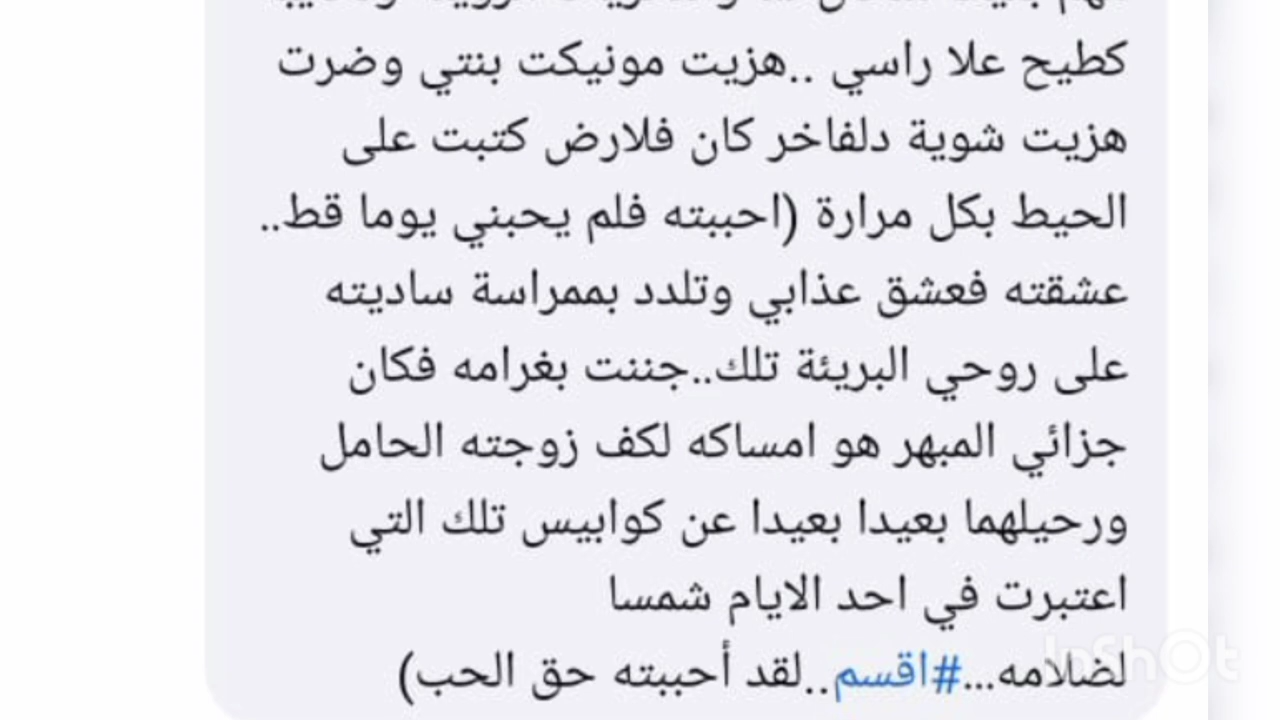 كطيح علا راسي ..هزيت مونيكت بنتي وضرت
هزيت شوية دلفاخر كان فلارض كتبت على
الحيط بكل مرارة (احببته فلم يحبني يوما قط..
عشقته فعشق عذابي وتلدد بممراسة ساديته
على روحي البريئة تلك..جننت بغرامه فكان
جزائي المبهر هو امساكه لكف زوجته الحامل
ورحيلهما بعيدا بعيدا عن كوابيس تلك التي
اعتبرت في احد الايام شمسا
لضلامه...#اقسم..لقد أحببته حق الحب)
InShOt